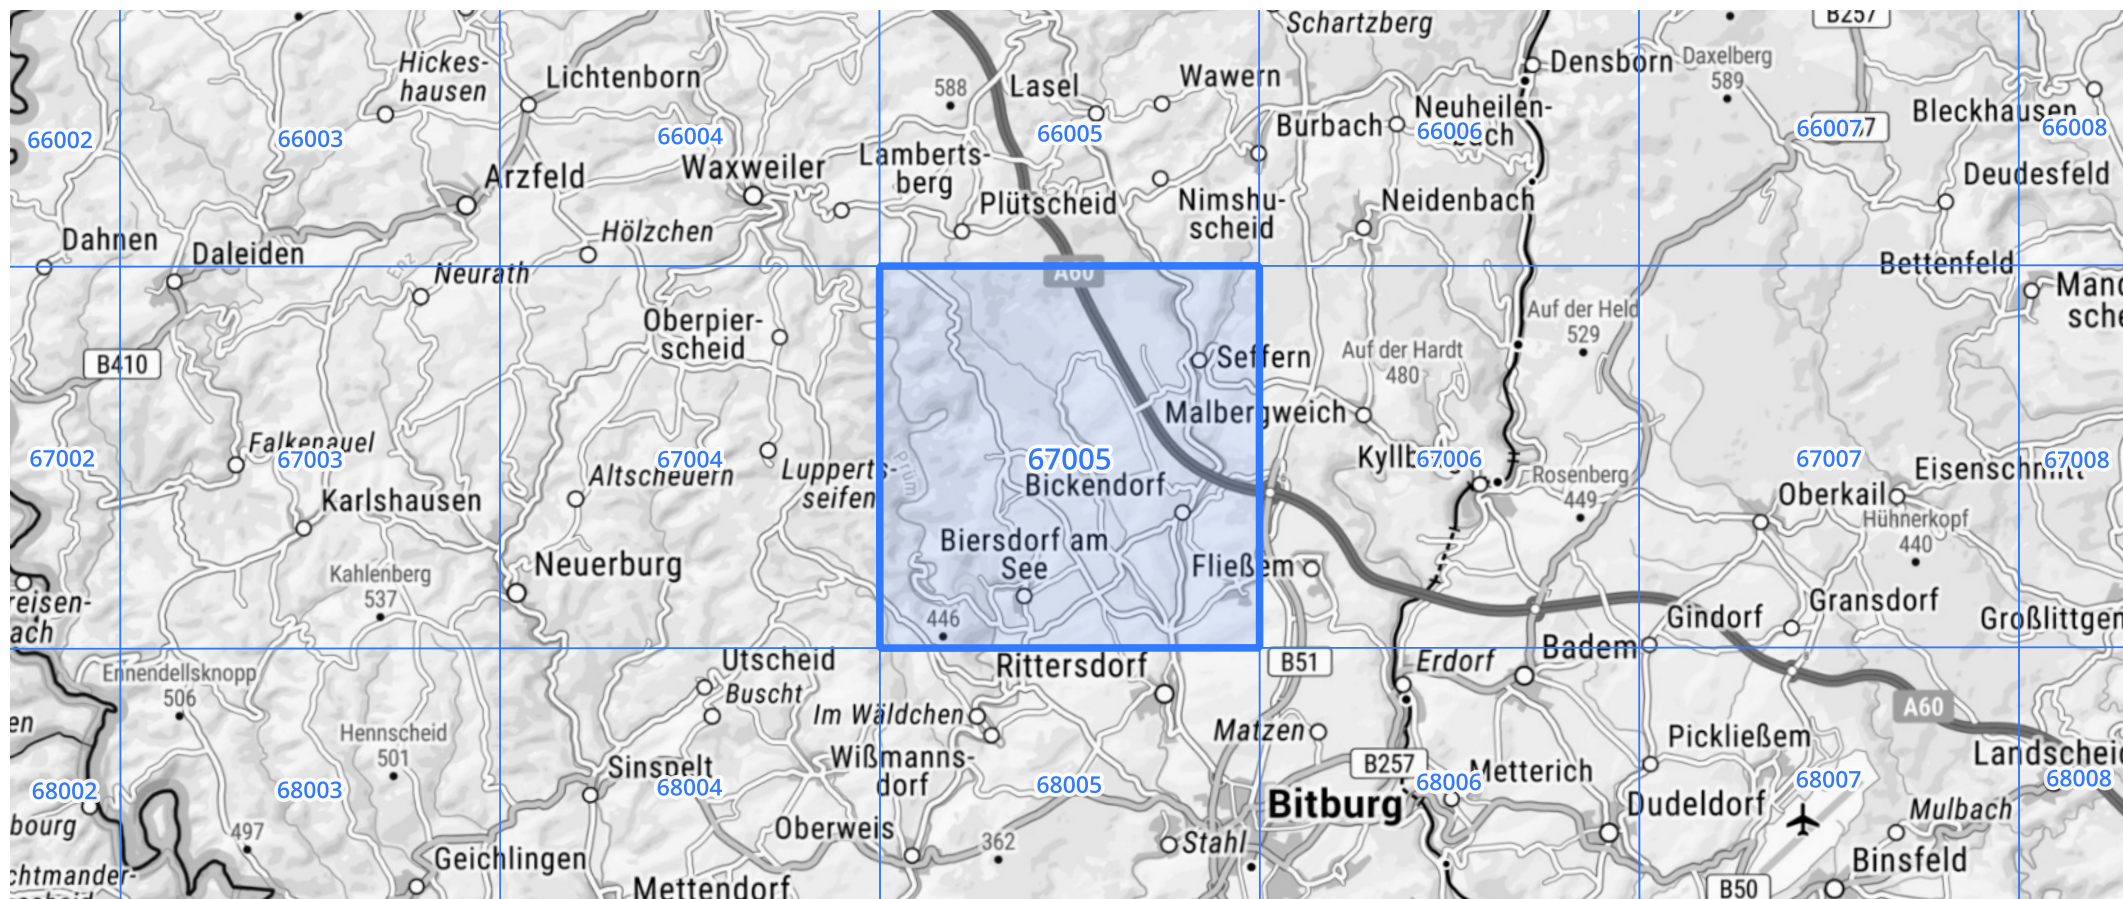 Schartzberg
B257
Hickes-
hausen
Lichtenborn
588
Lasel
Wawern
Densborn
Daxelberg
589
Neuheilen-
bach
Burbach
Bleckhausen
66002
66003
66004
66005
66006
66007
66008
Arzfeld
Waxweiler
Lamberts-
berg
Plütscheid
Nimshu-
scheid
Neidenbach
Deudesfeld
Dahnen
Daleiden
Hölzchen
Enz
Neurath
A60
Bettenfeld
Oberpier-
scheid
Auf der Held
529
B410
Seffern
Auf der Hardt
480
Malbergweich
Falkenauel
67002
67003
67004
67005
67006
67007
67008
Altscheuern
Lupperts-
seifen
Prüm
Bickendorf
Rosenberg
449
Eisenschmitt
Oberkail
Hühnerkopf
440
Karlshausen
Neuerburg
Biersdorf am
See
Fließem
Kahlenberg
537
446
Gindorf
Gransdorf
Ennendellsknopp
506
Utscheid
Buscht
Rittersdorf
B51
Erdorf
Badem
Im Wäldchen
Matzen
A60
Hennscheid
501
Wißmanns-
dorf
Sinspelt
B257
Metterich
Pickließem
68002
68003
68004
68005
68006
68007
68008
Bitburg
Dudeldorf
Mulbach
497
Oberweis
362
Stahl
Geichlingen
Mettendorf
Binsfeld
B50